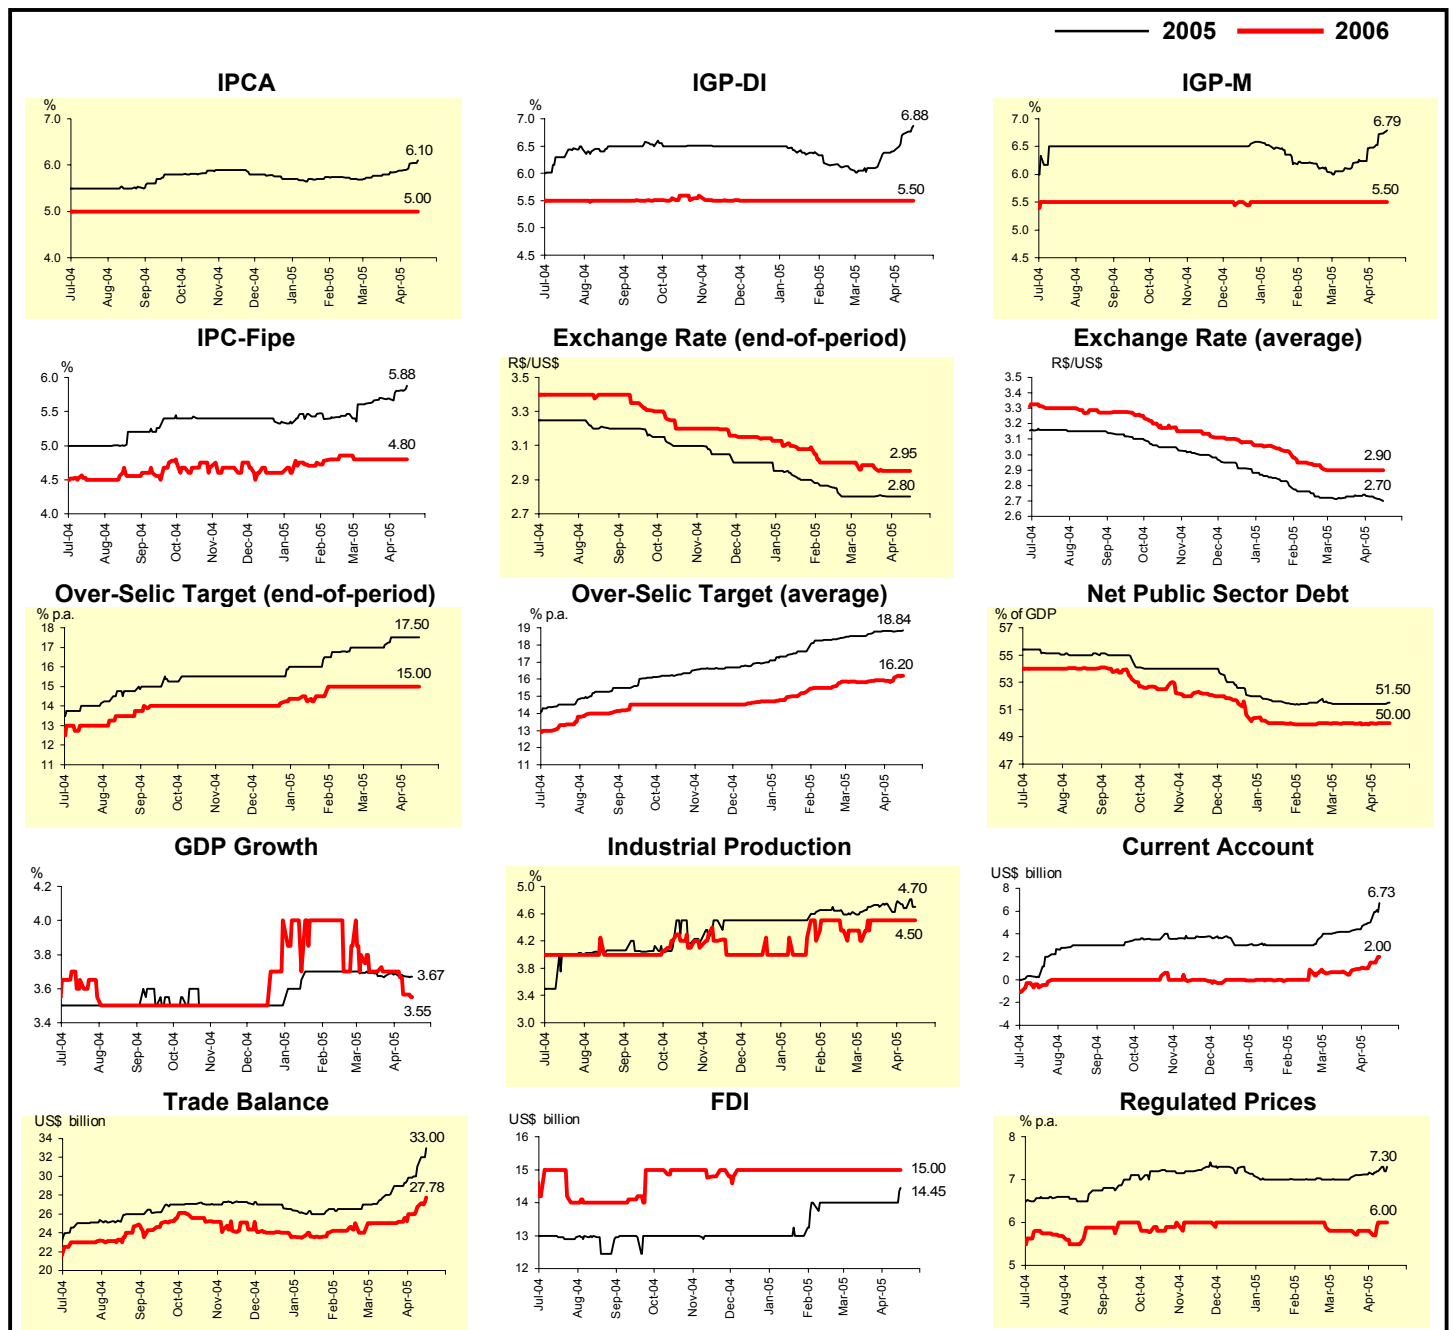 2005 2006
IPCA IGP-DI IGP-M
% % %
7.0 6.0 5.0 4.0
6.10
5.00
Jul-04 Aug-04 Sep-04 Oct-04 Nov-04 Dec-04 Jan-05 Feb-05 Mar-05 Apr-05
7.0 6.5 6.0 5.5 5.0 4.5
6.88
5.50
Jul-04 Aug-04 Sep-04 Oct-04 Nov-04 Dec-04 Jan-05 Feb-05 Mar-05 Apr-05
7.0 6.5 6.0 5.5 5.0 4.5
6.79
5.50
Jul-04 Aug-04 Sep-04 Oct-04 Nov-04 Dec-04 Jan-05 Feb-05 Mar-05 Apr-05
IPC-Fipe Exchange Rate (end-of-period) Exchange Rate (average)
% R$/US$ R$/US$
6.0 5.5 5.0 4.5 4.0
5.88
4.80
Jul-04 Aug-04 Sep-04 Oct-04 Nov-04 Dec-04 Jan-05 Feb-05 Mar-05 Apr-05
3.5 3.3 3.1 2.9 2.7
2.95
2.80
Jul-04 Aug-04 Sep-04 Oct-04 Nov-04 Dec-04 Jan-05 Feb-05 Mar-05 Apr-05
3.5 3.4 3.3 3.2 3.1 3.0 2.9 2.8 2.7 2.6
2.90
2.70
Jul-04 Aug-04 Sep-04 Oct-04 Nov-04 Dec-04 Jan-05 Feb-05 Mar-05 Apr-05
Over-Selic Target (end-of-period) Over-Selic Target (average) Net Public Sector Debt
% p.a. % p.a. % of GDP
18 17 16 15 14 13 12 11
17.50
15.00
Jul-04 Aug-04 Sep-04 Oct-04 Nov-04 Dec-04 Jan-05 Feb-05 Mar-05 Apr-05
19 18 17 16 15 14 13 12 11
18.84
16.20
Jul-04 Aug-04 Sep-04 Oct-04 Nov-04 Dec-04 Jan-05 Feb-05 Mar-05 Apr-05
57 55 53 51 49 47
51.50
50.00
Jul-04 Aug-04 Sep-04 Oct-04 Nov-04 Dec-04 Jan-05 Feb-05 Mar-05 Apr-05
GDP Growth Industrial Production Current Account
% % US$ billion
4.2 4.0 3.8 3.6 3.4
3.67
3.55
Jul-04 Aug-04 Sep-04 Oct-04 Nov-04 Dec-04 Jan-05 Feb-05 Mar-05 Apr-05
5.0 4.6 4.2 3.8 3.4 3.0
4.70
4.50
Jul-04 Aug-04 Sep-04 Oct-04 Nov-04 Dec-04 Jan-05 Feb-05 Mar-05 Apr-05
8 6 4 2 0 -2 -4
6.73
2.00
Jul-04 Aug-04 Sep-04 Oct-04 Nov-04 Dec-04 Jan-05 Feb-05 Mar-05 Apr-05
Trade Balance FDI Regulated Prices
US$ billion US$ billion % p.a.
34 32 30 28 26 24 22 20
33.00
27.78
Jul-04 Aug-04 Sep-04 Oct-04 Nov-04 Dec-04 Jan-05 Feb-05 Mar-05 Apr-05
16 15 14 13 12
15.00
14.45
Jul-04 Aug-04 Sep-04 Oct-04 Nov-04 Dec-04 Jan-05 Feb-05 Mar-05 Apr-05
8 7 6 5
7.30
6.00
Jul-04 Aug-04 Sep-04 Oct-04 Nov-04 Dec-04 Jan-05 Feb-05 Mar-05 Apr-05